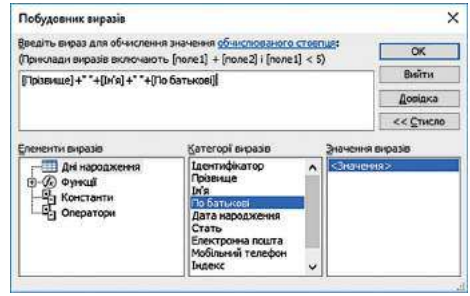 Побудовник виразів
Введіть вираз для обчислення значення обчислюваного стовпця:
(Приклади виразів включають [поле1] + [поле2] і [поле1] < 5)
[Прізвище]+" "+[Ім'я]+" "+[По батькові]
ОК
Вийти
Довідка
<< Стисло
Елементи виразів
Дні народження
Функції
Константи
Оператори
Категорії виразів
Ідентифікатор
Прізвище
Ім'я
По батькові
Дата народження
Стать
Електронна пошта
Мобільний телефон
Індекс
Значення виразів
<Значення>